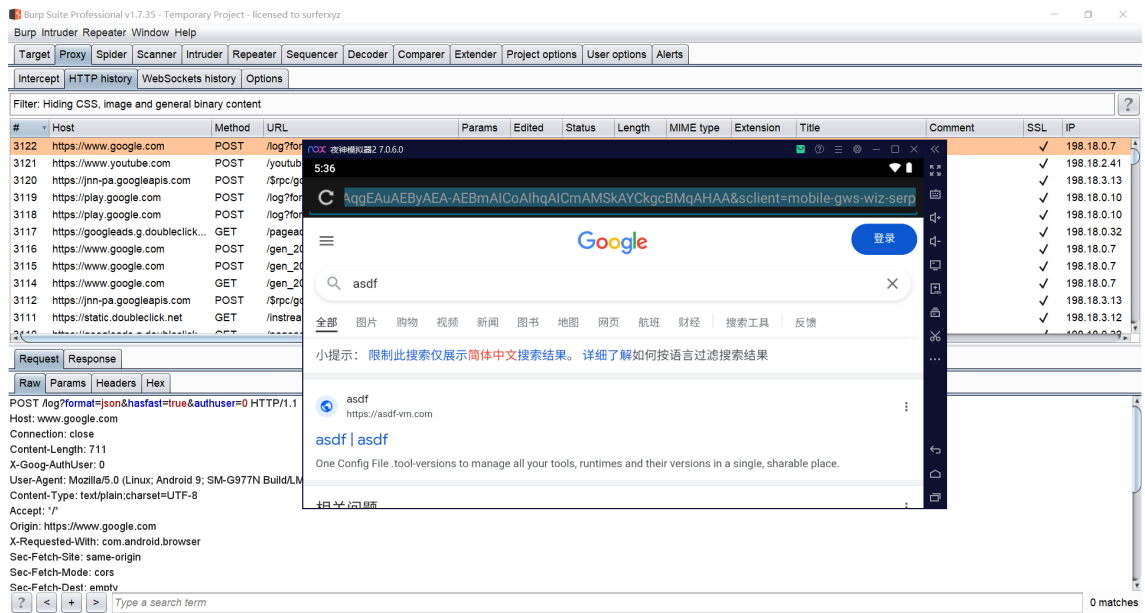 Burp Suite Professional v1.7.35 - Temporary Project - licensed to surferxyz
Burp Intruder Repeater Window Help
Target Proxy Spider Scanner Intruder Repeater Sequencer Decoder Comparer Extender Project options User options Alerts
Intercept HTTP history WebSockets history Options
Filter: Hiding CSS, image and general binary content ?
# Host Method URL Params Edited Status Length MIME type Extension Title Comment SSL IP
3122 https://www.google.com POST /log?for ✓ 198.18.0.7
3121 https://www.youtube.com POST /youtub ✓ 198.18.2.41
3120 https://jnn-pa.googleapis.com POST /$rpc/go ✓ 198.18.3.13
3119 https://play.google.com POST /log?for ✓ 198.18.0.10
3118 https://play.google.com POST /log?for ✓ 198.18.0.10
3117 https://googleads.g.doubleclick... GET /pagead ✓ 198.18.0.32
3116 https://www.google.com POST /gen_20 ✓ 198.18.0.7
3115 https://www.google.com POST /gen_20 ✓ 198.18.0.7
3114 https://www.google.com GET /gen_20 ✓ 198.18.0.7
3112 https://jnn-pa.googleapis.com POST /$rpc/go ✓ 198.18.3.13
3111 https://static.doubleclick.net GET /instrea ✓ 198.18.3.12
nox 夜神模拟器2 7.0.6.0
5:36
AqgEAuAEByAEA-AEBmAICoAIhqAICmAMSkAYCkgcBMqAHAA&sclient=mobile-gws-wiz-serp
Google 登录
asdf
全部 图片 购物 视频 新闻 图书 地图 网页 航班 财经 搜索工具 反馈
小提示： 限制此搜索仅展示简体中文搜索结果。 详细了解如何按语言过滤搜索结果
asdf
https://asdf-vm.com
asdf | asdf
One Config File .tool-versions to manage all your tools, runtimes and their versions in a single, sharable place.
相关问题
Request Response
Raw Params Headers Hex
POST /log?format=json&hasfast=true&authuser=0 HTTP/1.1
Host: www.google.com
Connection: close
Content-Length: 711
X-Goog-AuthUser: 0
User-Agent: Mozilla/5.0 (Linux; Android 9; SM-G977N Build/LM
Content-Type: text/plain;charset=UTF-8
Accept: */*
Origin: https://www.google.com
X-Requested-With: com.android.browser
Sec-Fetch-Site: same-origin
Sec-Fetch-Mode: cors
Sec-Fetch-Dest: empty
? < + > Type a search term 0 matches